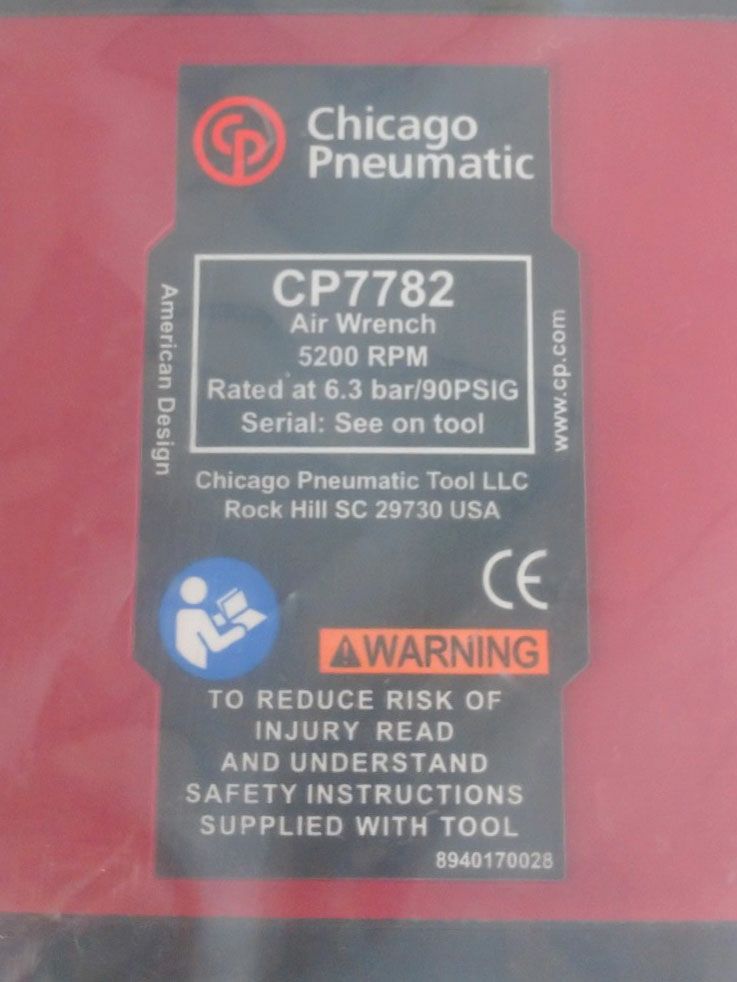 CP
Chicago
Pneumatic
CP7782
Air Wrench
5200 RPM
Rated at 6.3 bar/90PSIG
Serial: See on tool
American Design
www.cp.com
Chicago Pneumatic Tool LLC
Rock Hill SC 29730 USA
CE
WARNING
TO REDUCE RISK OF
INJURY READ
AND UNDERSTAND
SAFETY INSTRUCTIONS
SUPPLIED WITH TOOL
8940170028